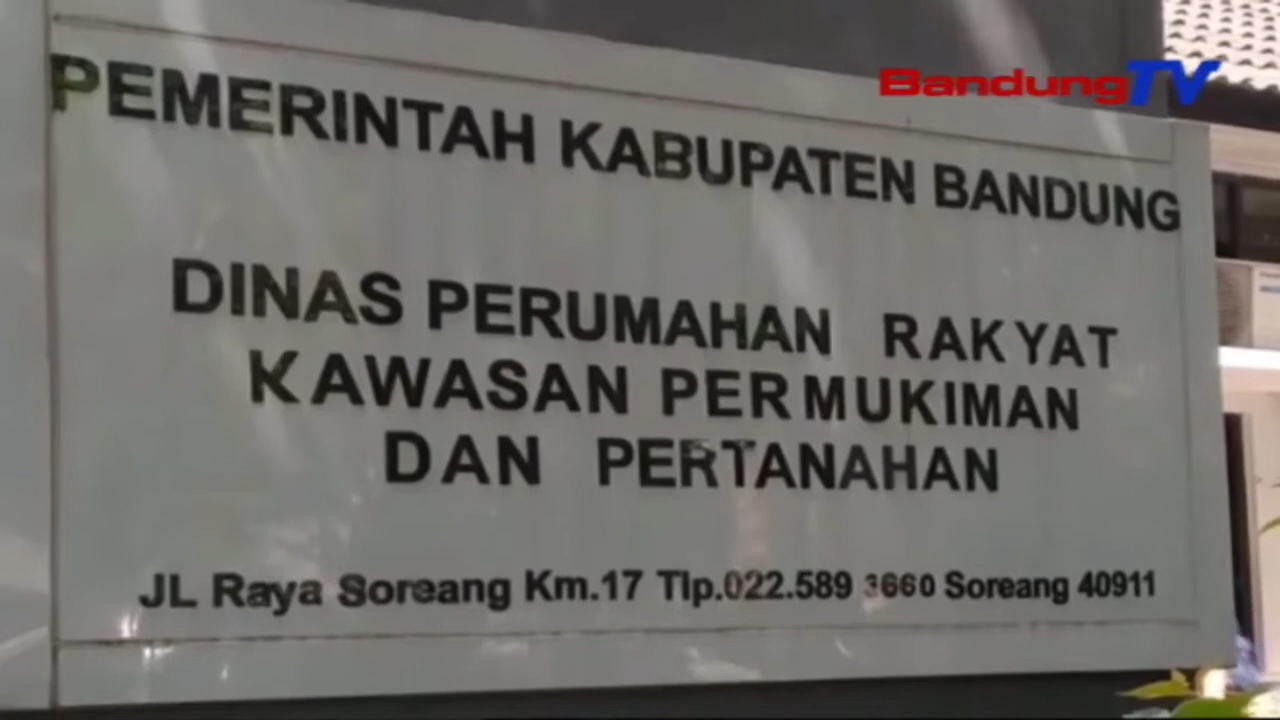 BandungTV
PEMERINTAH KABUPATEN BANDUNG
DINAS PERUMAHAN RAKYAT
KAWASAN PERMUKIMAN
DAN PERTANAHAN
JL Raya Soreang Km.17 Tlp.022.589 3660 Soreang 40911